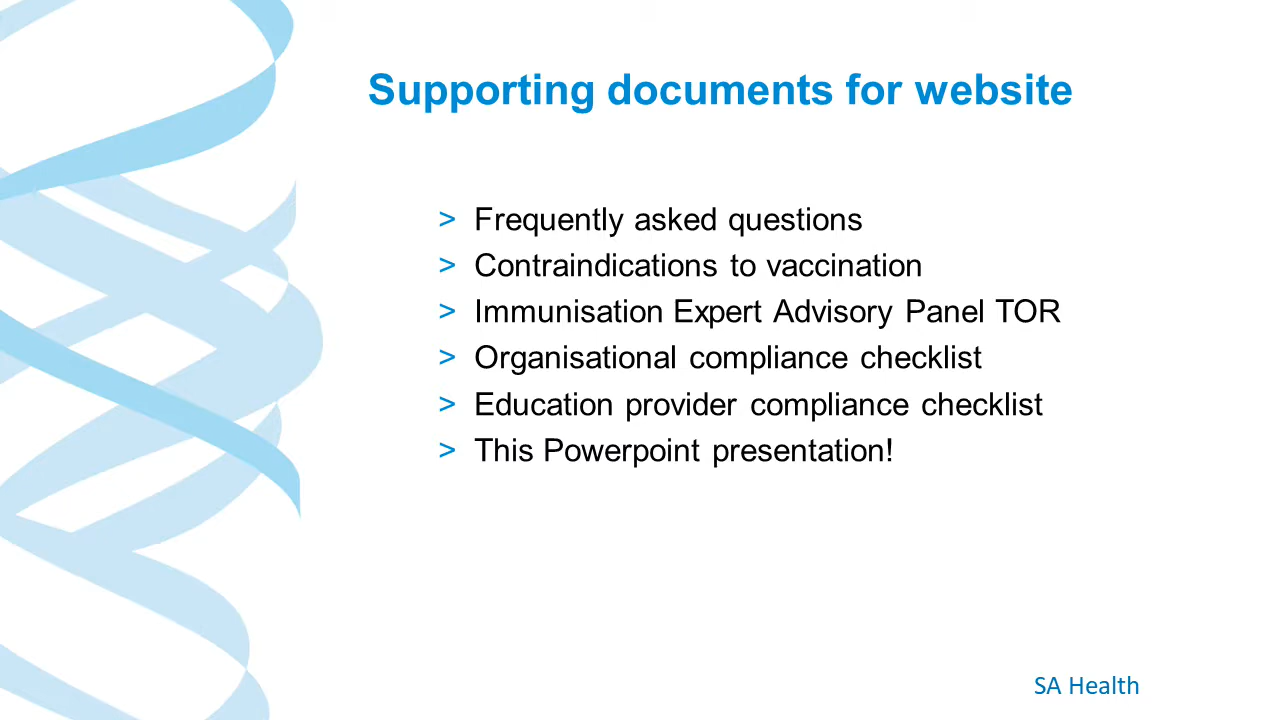 Supporting documents for website
> Frequently asked questions
> Contraindications to vaccination
> Immunisation Expert Advisory Panel TOR
> Organisational compliance checklist
> Education provider compliance checklist
> This Powerpoint presentation!
SA Health